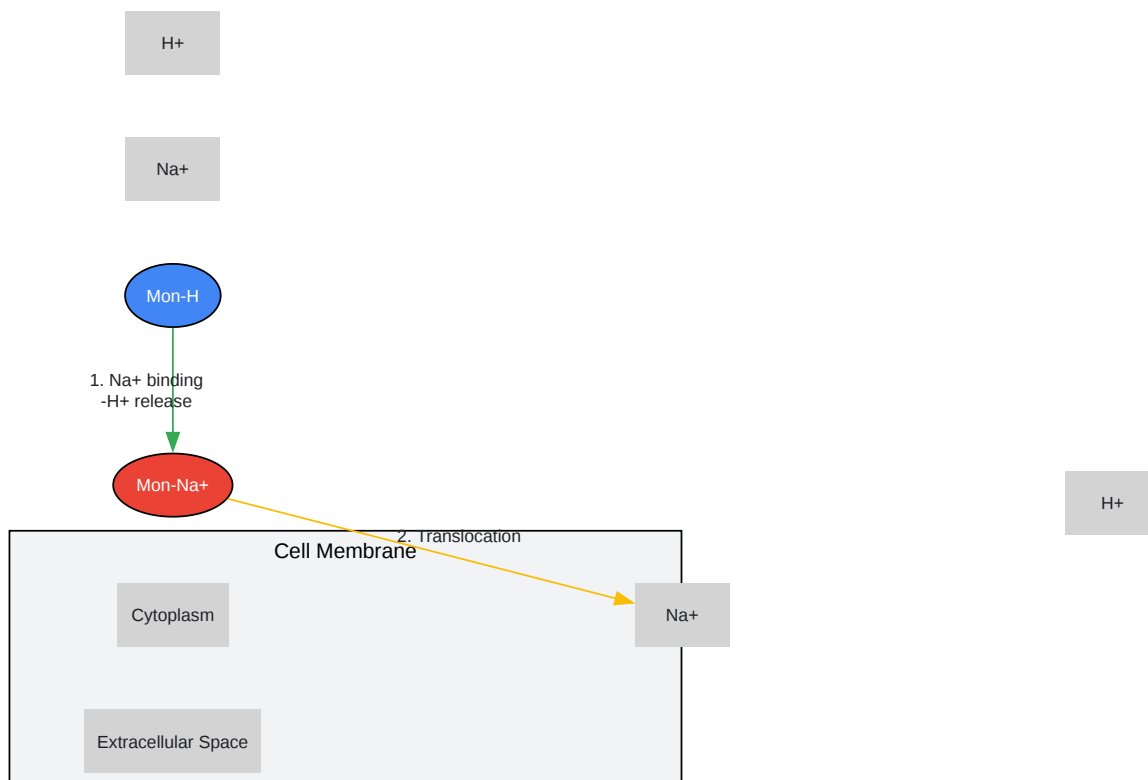 H+
Na+
Mon-H
1. Na+ binding
-H+ release
Mon-Na+
H+
2. Translocation
Cell Membrane
Cytoplasm
Na+
Extracellular Space